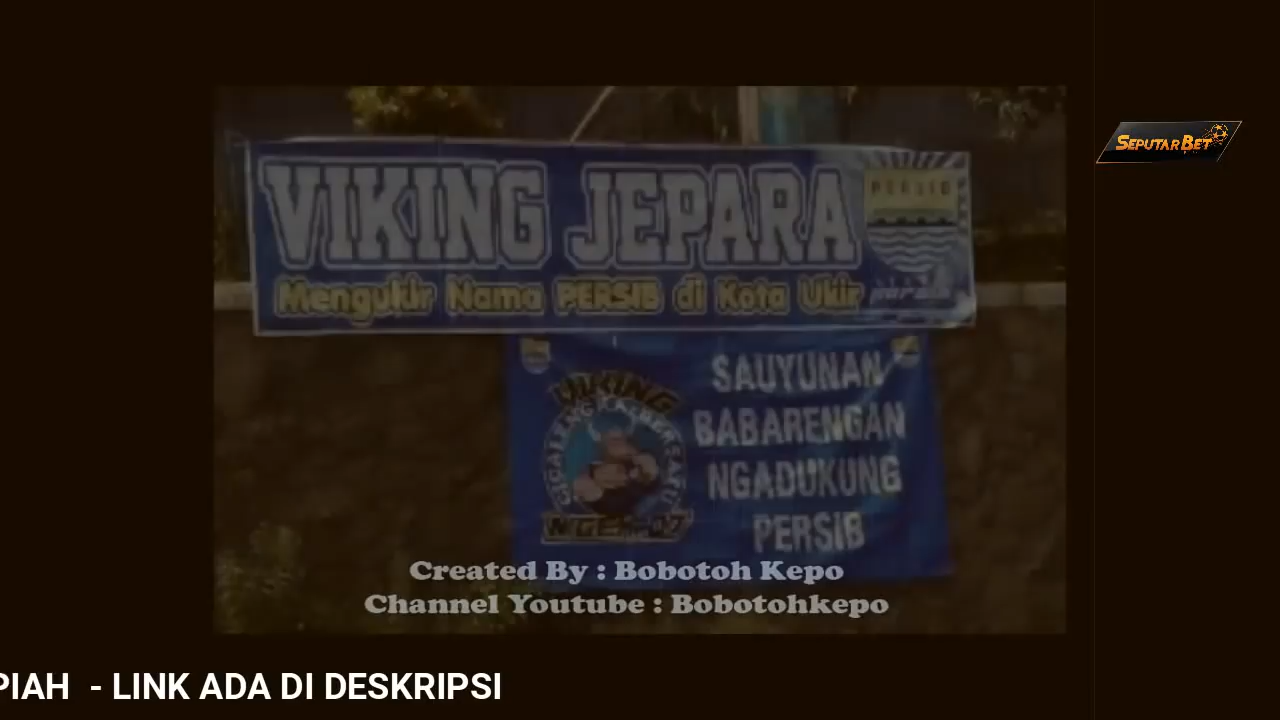 VIKING JEPARA
PERSIB
Mengukir Nama PERSIB di Kota Ukir
persib
SEPUTARBET
VIKING
SAUYUNAN
BABARENGAN
NGADUKUNG
PERSIB
Created By : Bobotoh Kepo
Channel Youtube : Bobotohkepo
PIAH - LINK ADA DI DESKRIPSI